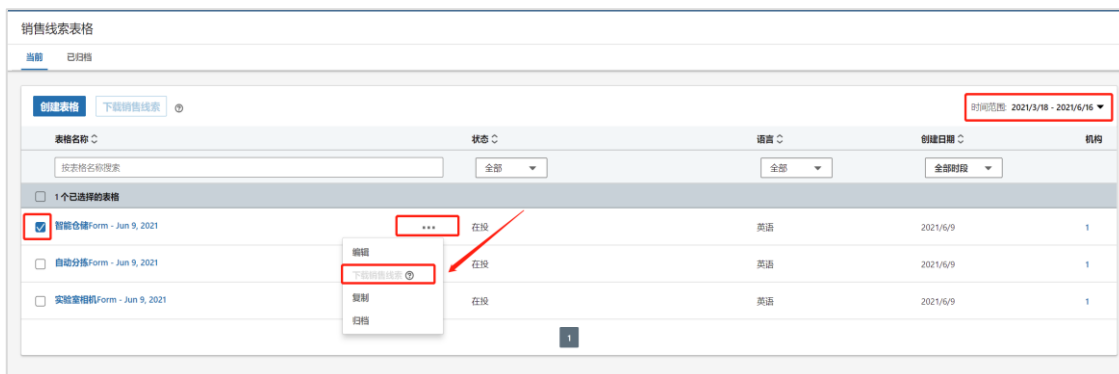 销售线索表格
当前 已归档
创建表格 下载销售线索 时间范围: 2021/3/18 - 2021/6/16
表格名称 状态 语言 创建日期 机构
按表格名称搜索 全部 全部 全部时段
1个已选择的表格
智能仓储Form - Jun 9, 2021 在投 英语 2021/6/9 1
编辑
自动分拣Form - Jun 9, 2021 在投 英语 2021/6/9 1
下载销售线索
实验室相机Form - Jun 9, 2021 复制 在投 英语 2021/6/9 1
归档
1